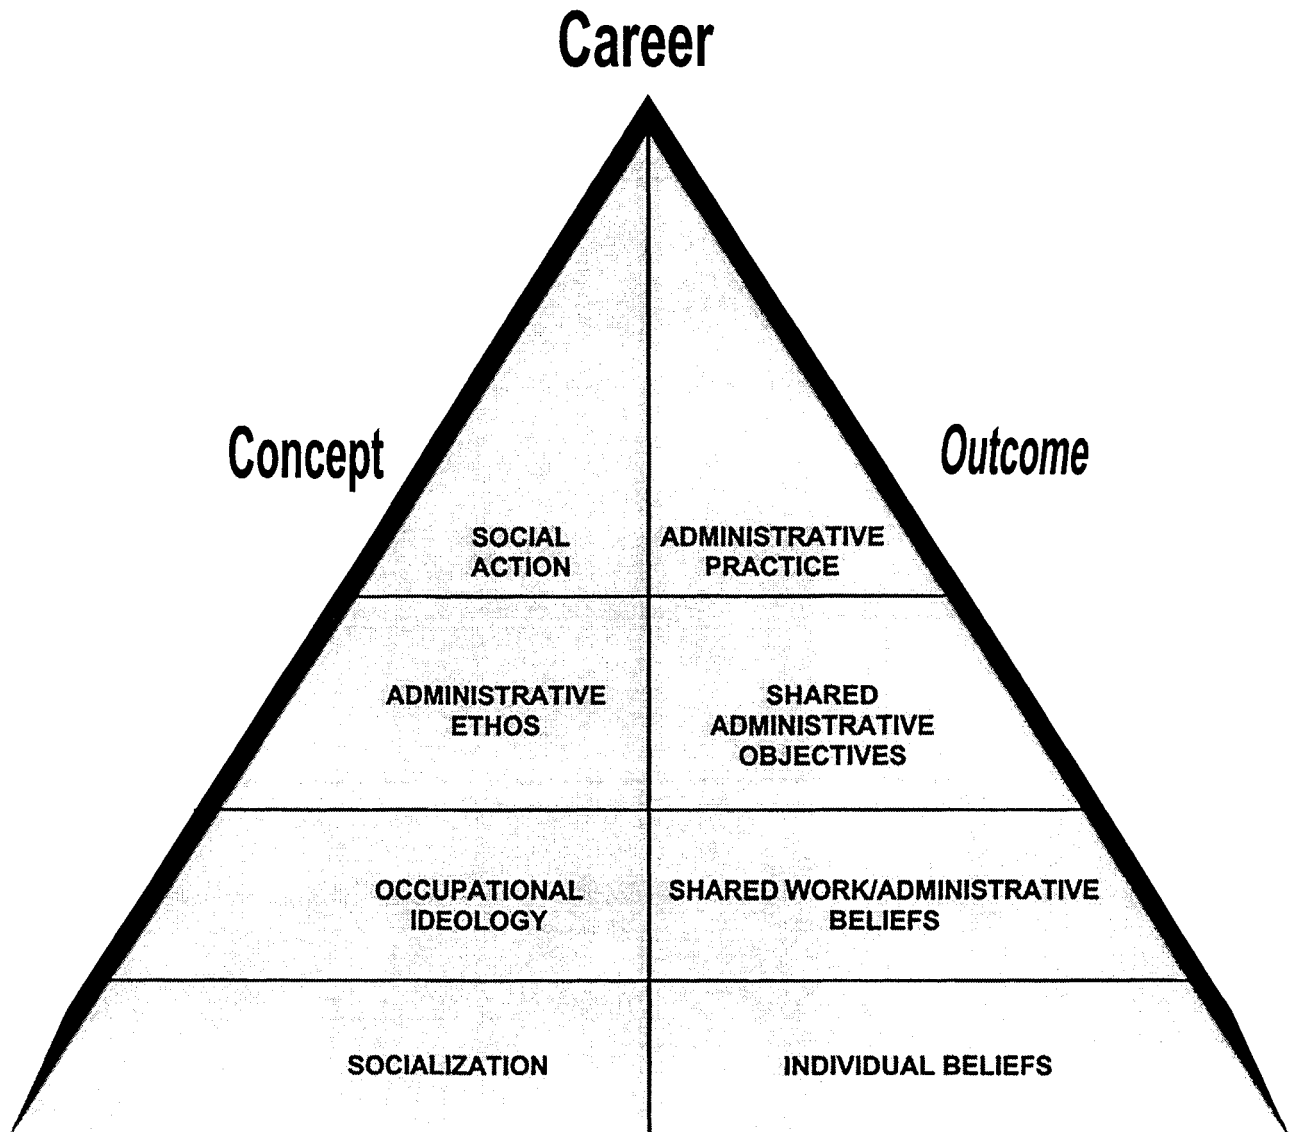 Career
Concept
Outcome
SOCIAL
ACTION
ADMINISTRATIVE
PRACTICE
ADMINISTRATIVE
ETHOS
SHARED
ADMINISTRATIVE
OBJECTIVES
OCCUPATIONAL
IDEOLOGY
SHARED WORK/ADMINISTRATIVE
BELIEFS
SOCIALIZATION
INDIVIDUAL BELIEFS